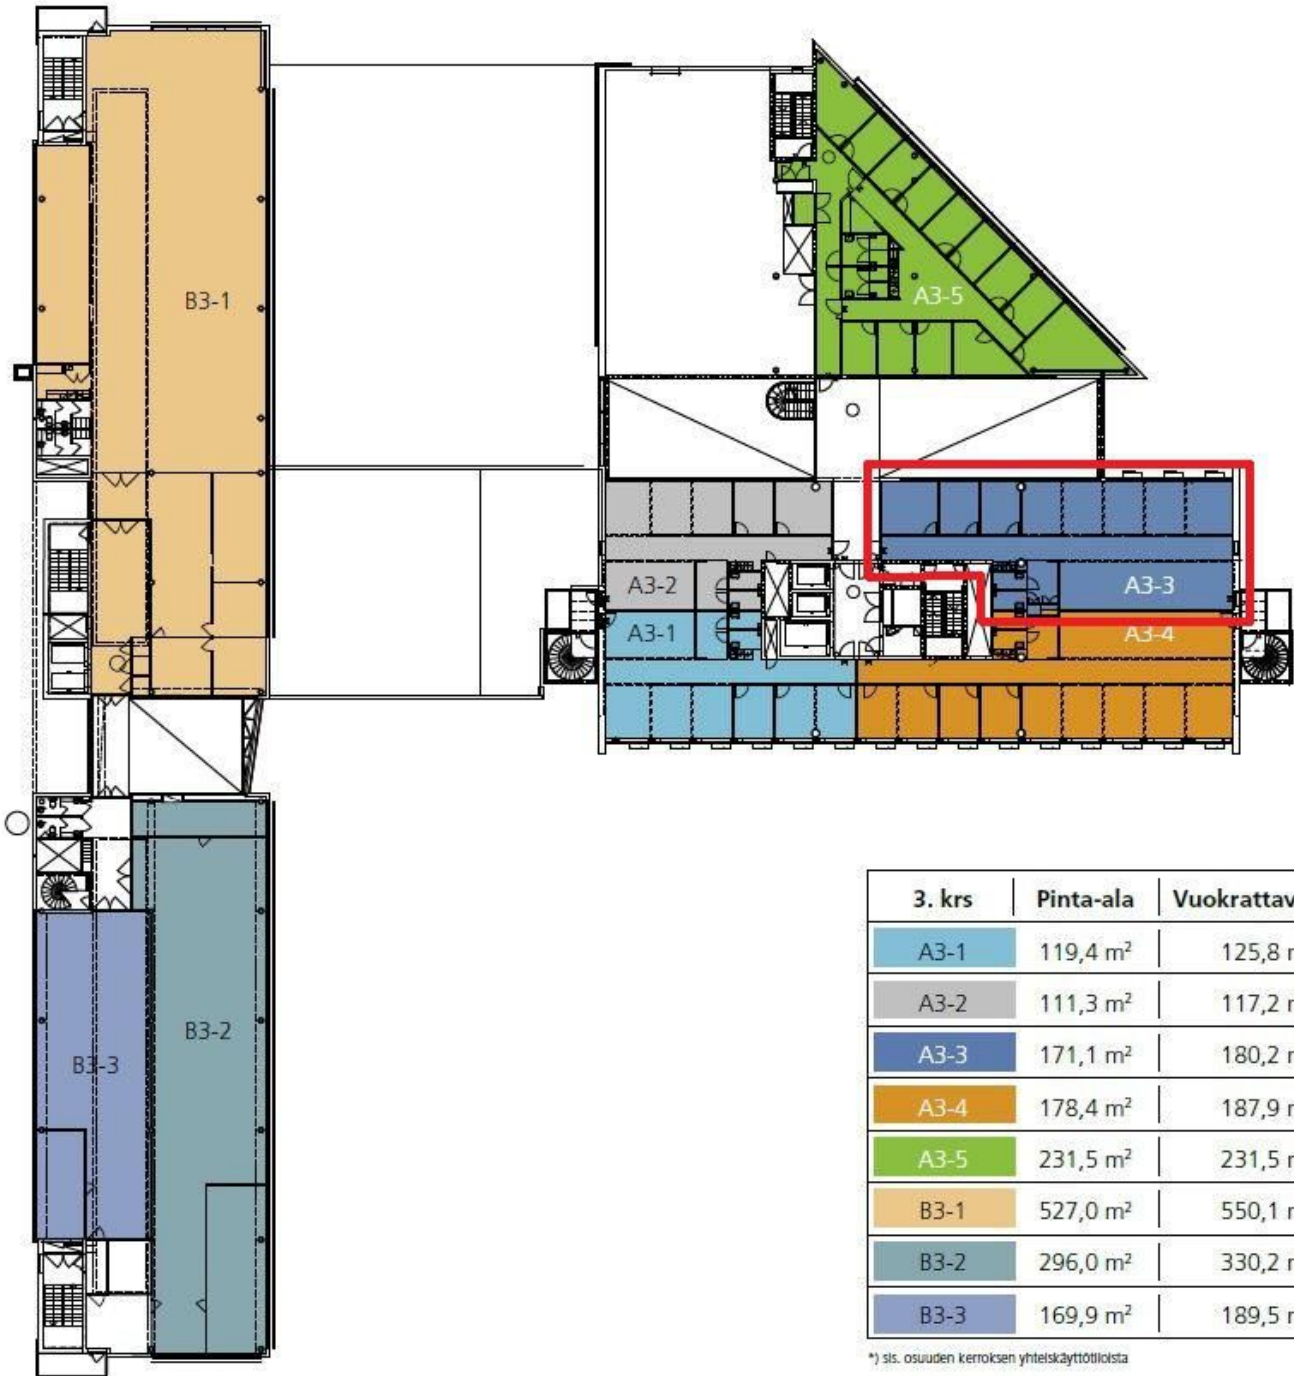 B3-1
A3-5
A3-2
A3-3
A3-1
A3-4
B3-2
B3-3
3. krs Pinta-ala Vuokrattav
A3-1 119,4 m² 125,8 m
A3-2 111,3 m² 117,2 m
A3-3 171,1 m² 180,2 m
A3-4 178,4 m² 187,9 m
A3-5 231,5 m² 231,5 m
B3-1 527,0 m² 550,1 m
B3-2 296,0 m² 330,2 m
B3-3 169,9 m² 189,5 m
*) sis. osuuden kerroksen yhteiskäyttötiloista